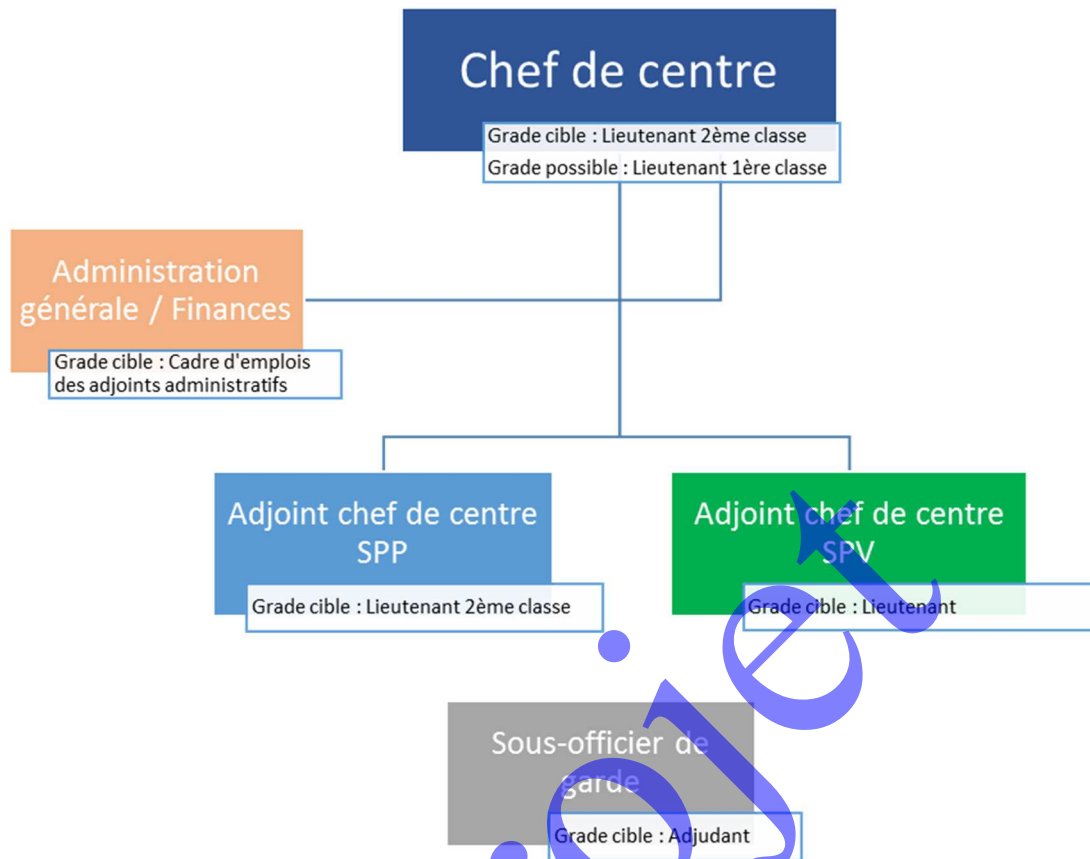 Chef de centre
Grade cible : Lieutenant 2ème classe
Grade possible : Lieutenant 1ère classe
Administration
générale / Finances
Grade cible : Cadre d'emplois
des adjoints administratifs
Adjoint chef de centre
SPP
Grade cible : Lieutenant 2ème classe
Adjoint chef de centre
SPV
Grade cible : Lieutenant
Sous-officier de
garde
Grade cible : Adjudant